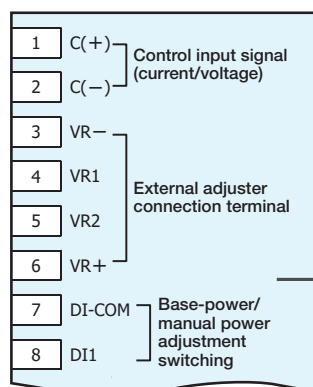 1 C(+)
Control input signal
(current/voltage)
2 C(−)
3 VR−
4 VR1
External adjuster
connection terminal
5 VR2
6 VR+
7 DI-COM
Base-power/
manual power
adjustment
switching
8 DI1